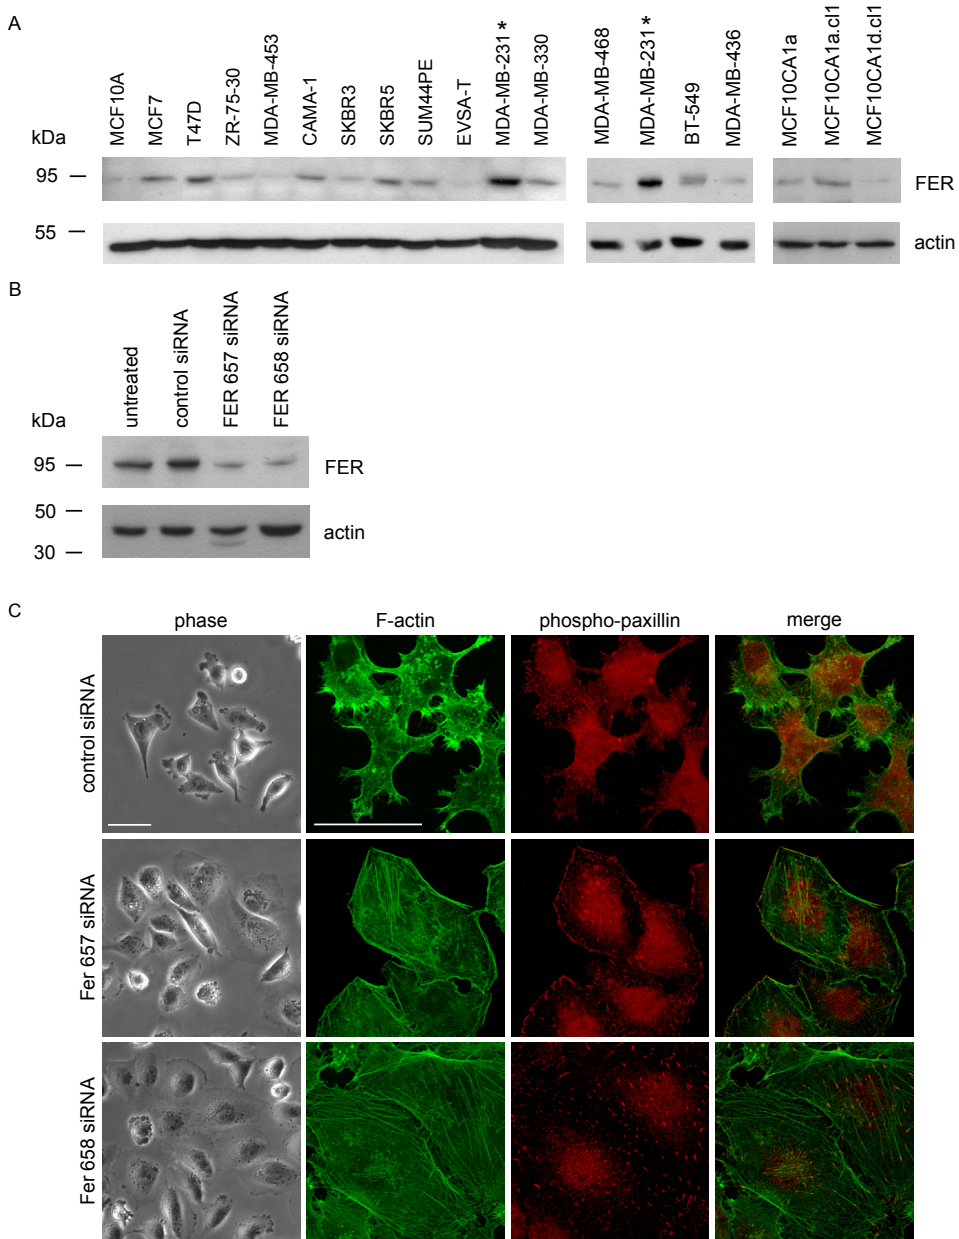 A
MCF10A
MCF7
T47D
ZR-75-30
MDA-MB-453
CAMA-1
SKBR3
SKBR5
SUM44PE
EVSA-T
MDA-MB-231*
MDA-MB-330
MDA-MB-468
MDA-MB-231*
BT-549
MDA-MB-436
MCF10CA1a
MCF10CA1a.cl1
MCF10CA1d.cl1
kDa
95
FER
55
actin
B
untreated
control siRNA
FER 657 siRNA
FER 658 siRNA
kDa
95
FER
50
actin
30
C
phase F-actin phospho-paxillin merge
control siRNA
Fer 657 siRNA
Fer 658 siRNA